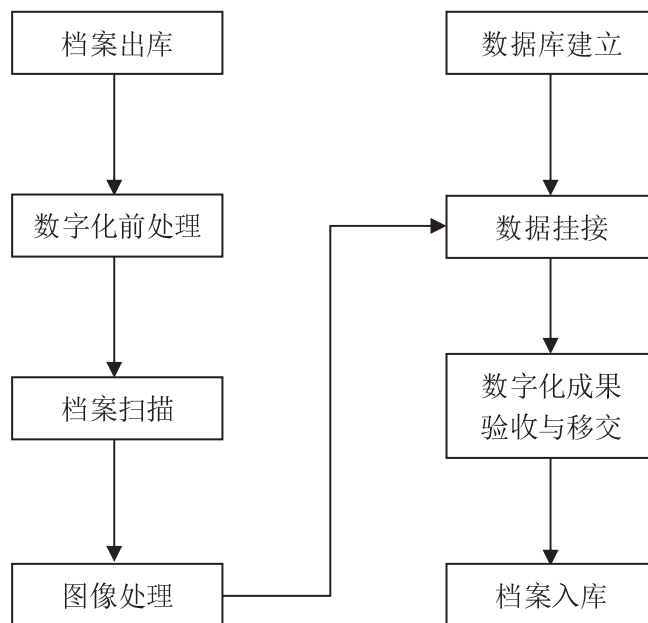 档案出库
数字化前处理
档案扫描
图像处理
数据库建立
数据挂接
数字化成果
验收与移交
档案入库